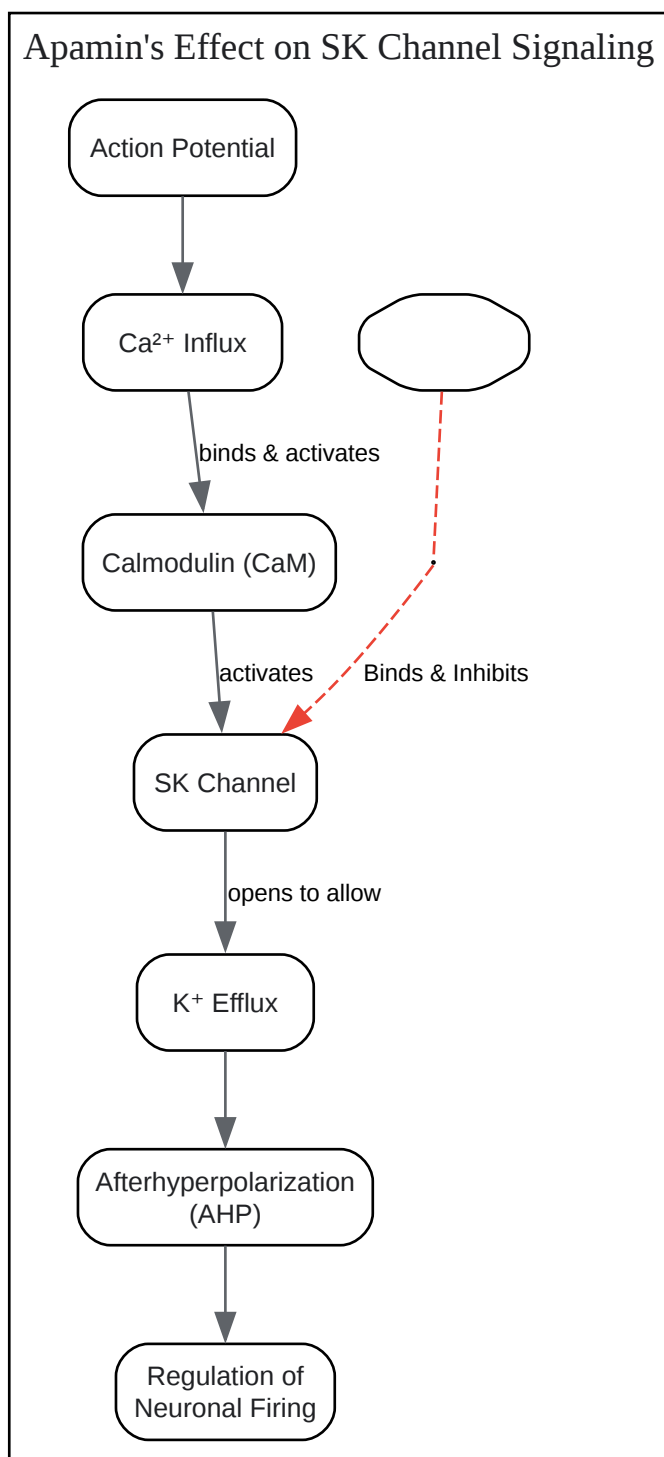 Apamin's Effect on SK Channel Signaling
Action Potential
Ca²⁺ Influx
binds & activates
Calmodulin (CaM)
activates
Binds & Inhibits
SK Channel
opens to allow
K⁺ Efflux
Afterhyperpolarization
(AHP)
Regulation of
Neuronal Firing